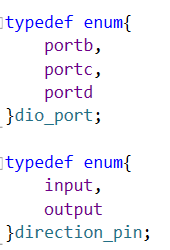 typedef enum{
    portb,
    portc,
    portd
}dio_port;

typedef enum{
    input,
    output
}direction_pin;